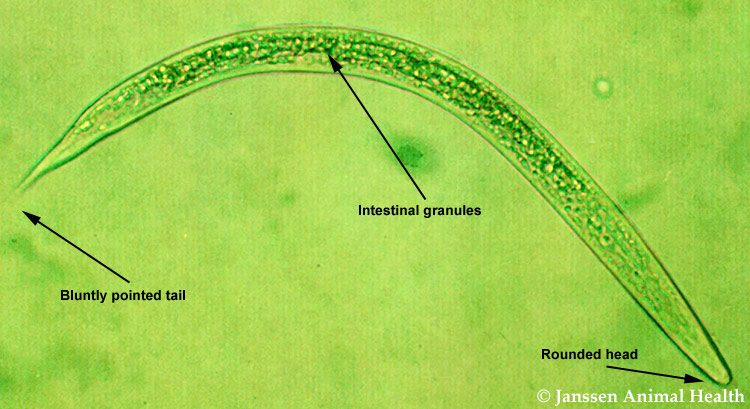 Intestinal granules
Bluntly pointed tail
Rounded head
© Janssen Animal Health